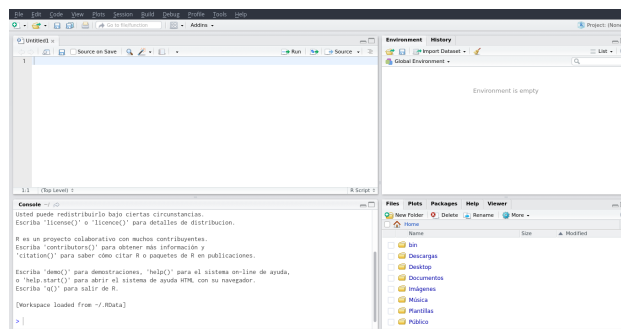 File Edit Code View Plots Session Build Debug Profile Tools Help
Go to file/function Addins Project: (None
Untitled1
Source on Save Run Source
1
1:1 (Top Level) R Script
Console ~/
Usted puede redistribuirlo bajo ciertas circunstancias.
Escriba 'license()' o 'licence()' para detalles de distribucion.
R es un proyecto colaborativo con muchos contribuyentes.
Escriba 'contributors()' para obtener más información y
'citation()' para saber cómo citar R o paquetes de R en publicaciones.
Escriba 'demo()' para demostraciones, 'help()' para el sistema on-line de ayuda,
o 'help.start()' para abrir el sistema de ayuda HTML con su navegador.
Escriba 'q()' para salir de R.
[Workspace loaded from ~/.RData]
>
Environment History
Import Dataset List
Global Environment
Environment is empty
Files Plots Packages Help Viewer
New Folder Delete Rename More
Home
Name Size Modified
bin
Descargas
Desktop
Documentos
Imágenes
Música
Plantillas
Público